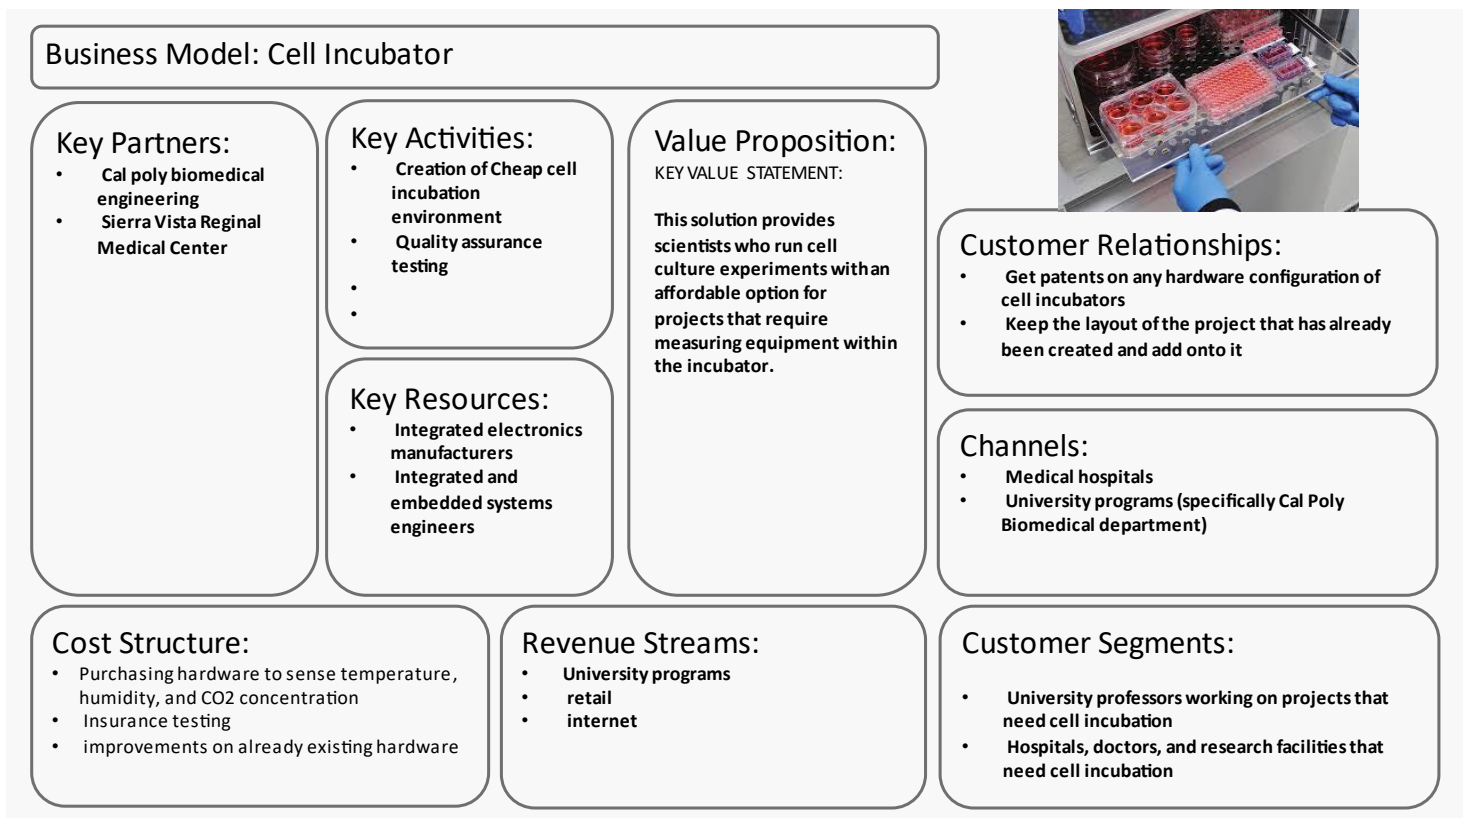 Business Model: Cell Incubator
Key Partners:
• Cal poly biomedical
engineering
• Sierra Vista Reginal
Medical Center
Key Activities:
• Creation of Cheap cell
incubation
environment
• Quality assurance
testing
•
•
Key Resources:
• Integrated electronics
manufacturers
• Integrated and
embedded systems
engineers
Value Proposition:
KEY VALUE STATEMENT:
This solution provides
scientists who run cell
culture experiments with an
affordable option for
projects that require
measuring equipment within
the incubator.
Customer Relationships:
• Get patents on any hardware configuration of
cell incubators
• Keep the layout of the project that has already
been created and add onto it
Channels:
• Medical hospitals
• University programs (specifically Cal Poly
Biomedical department)
Cost Structure:
• Purchasing hardware to sense temperature,
humidity, and CO2 concentration
• Insurance testing
• improvements on already existing hardware
Revenue Streams:
• University programs
• retail
• internet
Customer Segments:
• University professors working on projects that
need cell incubation
• Hospitals, doctors, and research facilities that
need cell incubation